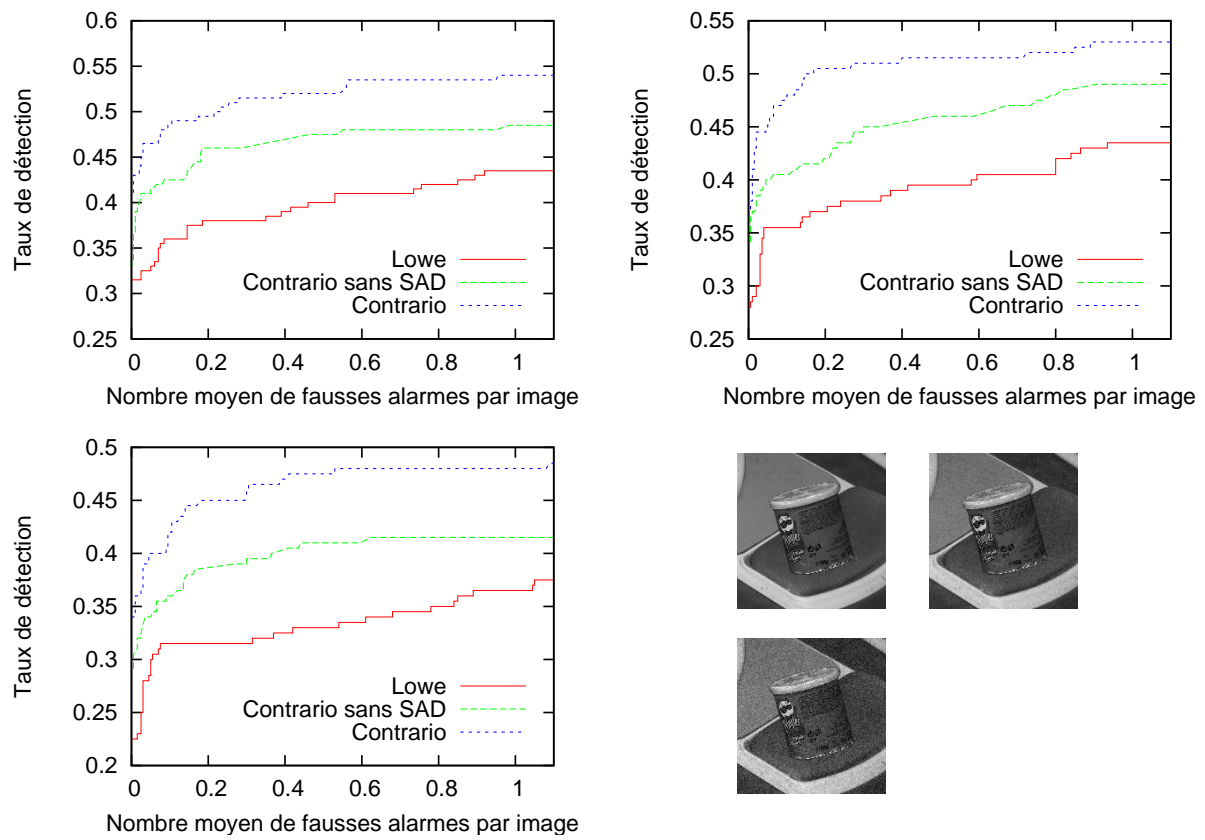 0.6
0.55
0.5
0.45
0.4
0.35
0.3
0.25
Taux de détection
Lowe
Contrario sans SAD
Contrario
0 0.2 0.4 0.6 0.8 1
Nombre moyen de fausses alarmes par image
0.55
0.5
0.45
0.4
0.35
0.3
0.25
Taux de détection
Lowe
Contrario sans SAD
Contrario
0 0.2 0.4 0.6 0.8 1
Nombre moyen de fausses alarmes par image
0.5
0.45
0.4
0.35
0.3
0.25
0.2
Taux de détection
Lowe
Contrario sans SAD
Contrario
0 0.2 0.4 0.6 0.8 1
Nombre moyen de fausses alarmes par image